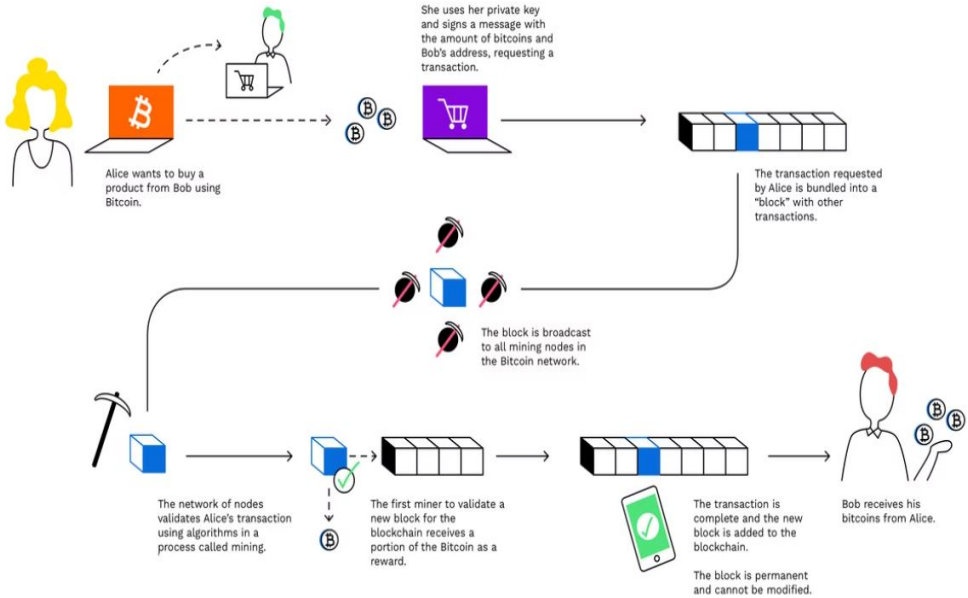 She uses her private key
and signs a message with
the amount of bitcoins and
Bob's address, requesting a
transaction.
Alice wants to buy a
product from Bob using
Bitcoin.
The transaction requested
by Alice is bundled into a
“block” with other
transactions.
The block is broadcast
to all mining nodes in
the Bitcoin network.
The network of nodes
validates Alice's transaction
using algorithms in a
process called mining.
The first miner to validate a
new block for the
blockchain receives a
portion of the Bitcoin as a
reward.
The transaction is
complete and the new
block is added to the
blockchain.
The block is permanent
and cannot be modified.
Bob receives his
bitcoins from Alice.